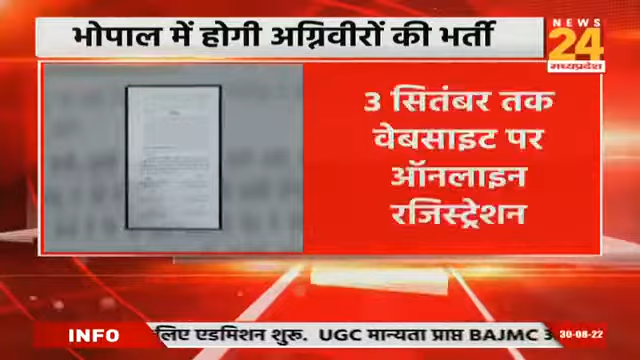 भोपाल में होगी अग्निवीरों की भर्ती
NEWS
24
मध्यप्रदेश
3 सितंबर तक
वेबसाइट पर
ऑनलाइन
रजिस्ट्रेशन
INFO
लिए एडमिशन शुरू. UGC मान्यता प्राप्त BAJMC
30-08-22